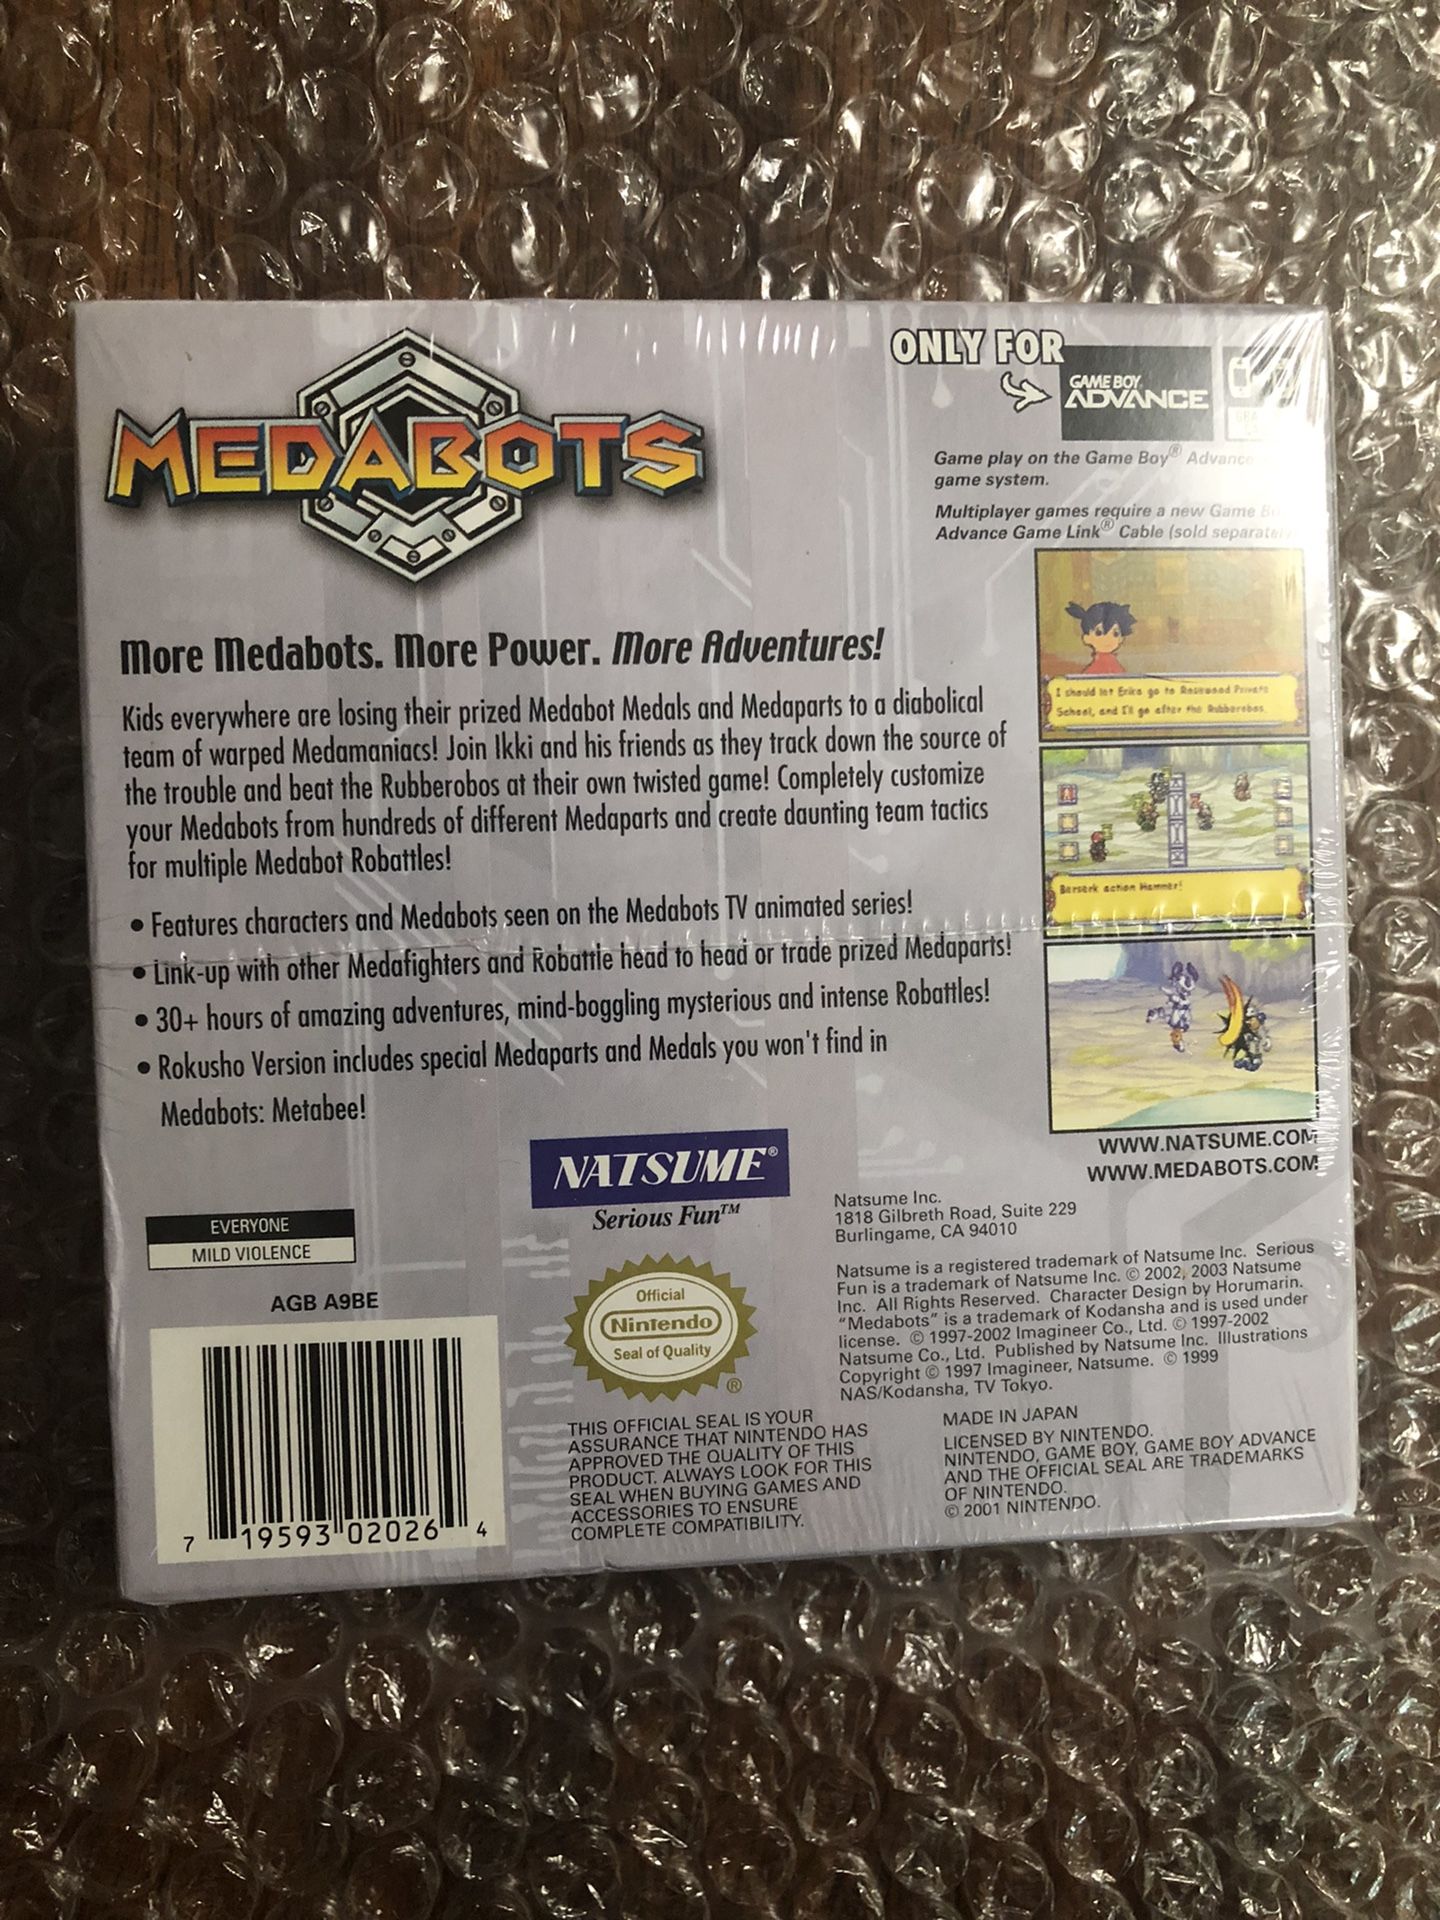 MEDABOTS
ONLY FOR
GAME BOY ADVANCE
Game play on the Game Boy® Advance
game system.
Multiplayer games require a new Game
Advance Game Link® Cable (sold separately
More Medabots. More Power. More Adventures!
Kids everywhere are losing their prized Medabot Medals and Medaparts to a diabolical
team of warped Medamaniacs! Join Ikki and his friends as they track down the source of
the trouble and beat the Rubberobos at their own twisted game! Completely customize
your Medabots from hundreds of different Medaparts and create daunting team tactics
for multiple Medabot Robattles!
• Features characters and Medabots seen on the Medabots TV animated series!
• Link-up with other Medafighters and Robattle head to head or trade prized Medaparts!
• 30+ hours of amazing adventures, mind-boggling mysterious and intense Robattles!
• Rokusho Version includes special Medaparts and Medals you won't find in
Medabots: Metabee!
I should let Erika go to Rosewood Private
School, and I'll go after the Rubberobos.
Berserk action Hammer!
WWW.NATSUME.COM
WWW.MEDABOTS.COM
NATSUME®
Serious Fun™
EVERYONE
MILD VIOLENCE
AGB A9BE
7 19593 02026 4
Official
Nintendo
Seal of Quality
®
THIS OFFICIAL SEAL IS YOUR
ASSURANCE THAT NINTENDO HAS
APPROVED THE QUALITY OF THIS
PRODUCT. ALWAYS LOOK FOR THIS
SEAL WHEN BUYING GAMES AND
ACCESSORIES TO ENSURE
COMPLETE COMPATIBILITY.
Natsume Inc.
1818 Gilbreth Road, Suite 229
Burlingame, CA 94010
Natsume is a registered trademark of Natsume Inc. Serious
Fun is a trademark of Natsume Inc. © 2002, 2003 Natsume
Inc. All Rights Reserved. Character Design by Horumarin.
"Medabots" is a trademark of Kodansha and is used under
license. © 1997-2002 Imagineer Co., Ltd. © 1997-2002
Natsume Co., Ltd. Published by Natsume Inc. Illustrations
Copyright © 1997 Imagineer, Natsume. © 1999
NAS/Kodansha, TV Tokyo.
MADE IN JAPAN
LICENSED BY NINTENDO.
NINTENDO, GAME BOY, GAME BOY ADVANCE
AND THE OFFICIAL SEAL ARE TRADEMARKS
OF NINTENDO.
© 2001 NINTENDO.